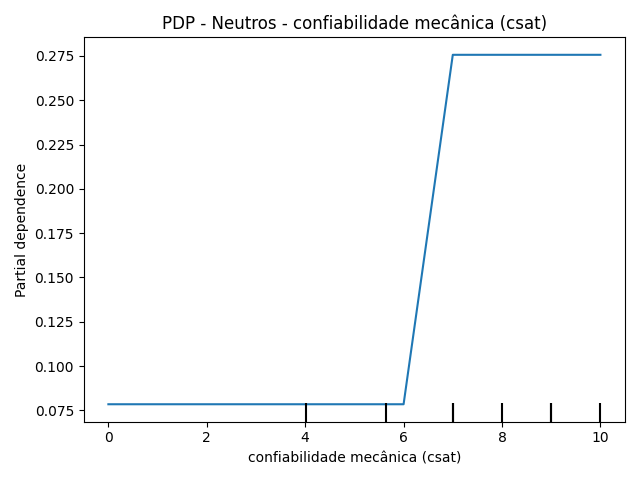 PDP - Neutros - confiabilidade mecânica (csat)
Partial dependence
0.275
0.250
0.225
0.200
0.175
0.150
0.125
0.100
0.075
0 2 4 6 8 10
confiabilidade mecânica (csat)